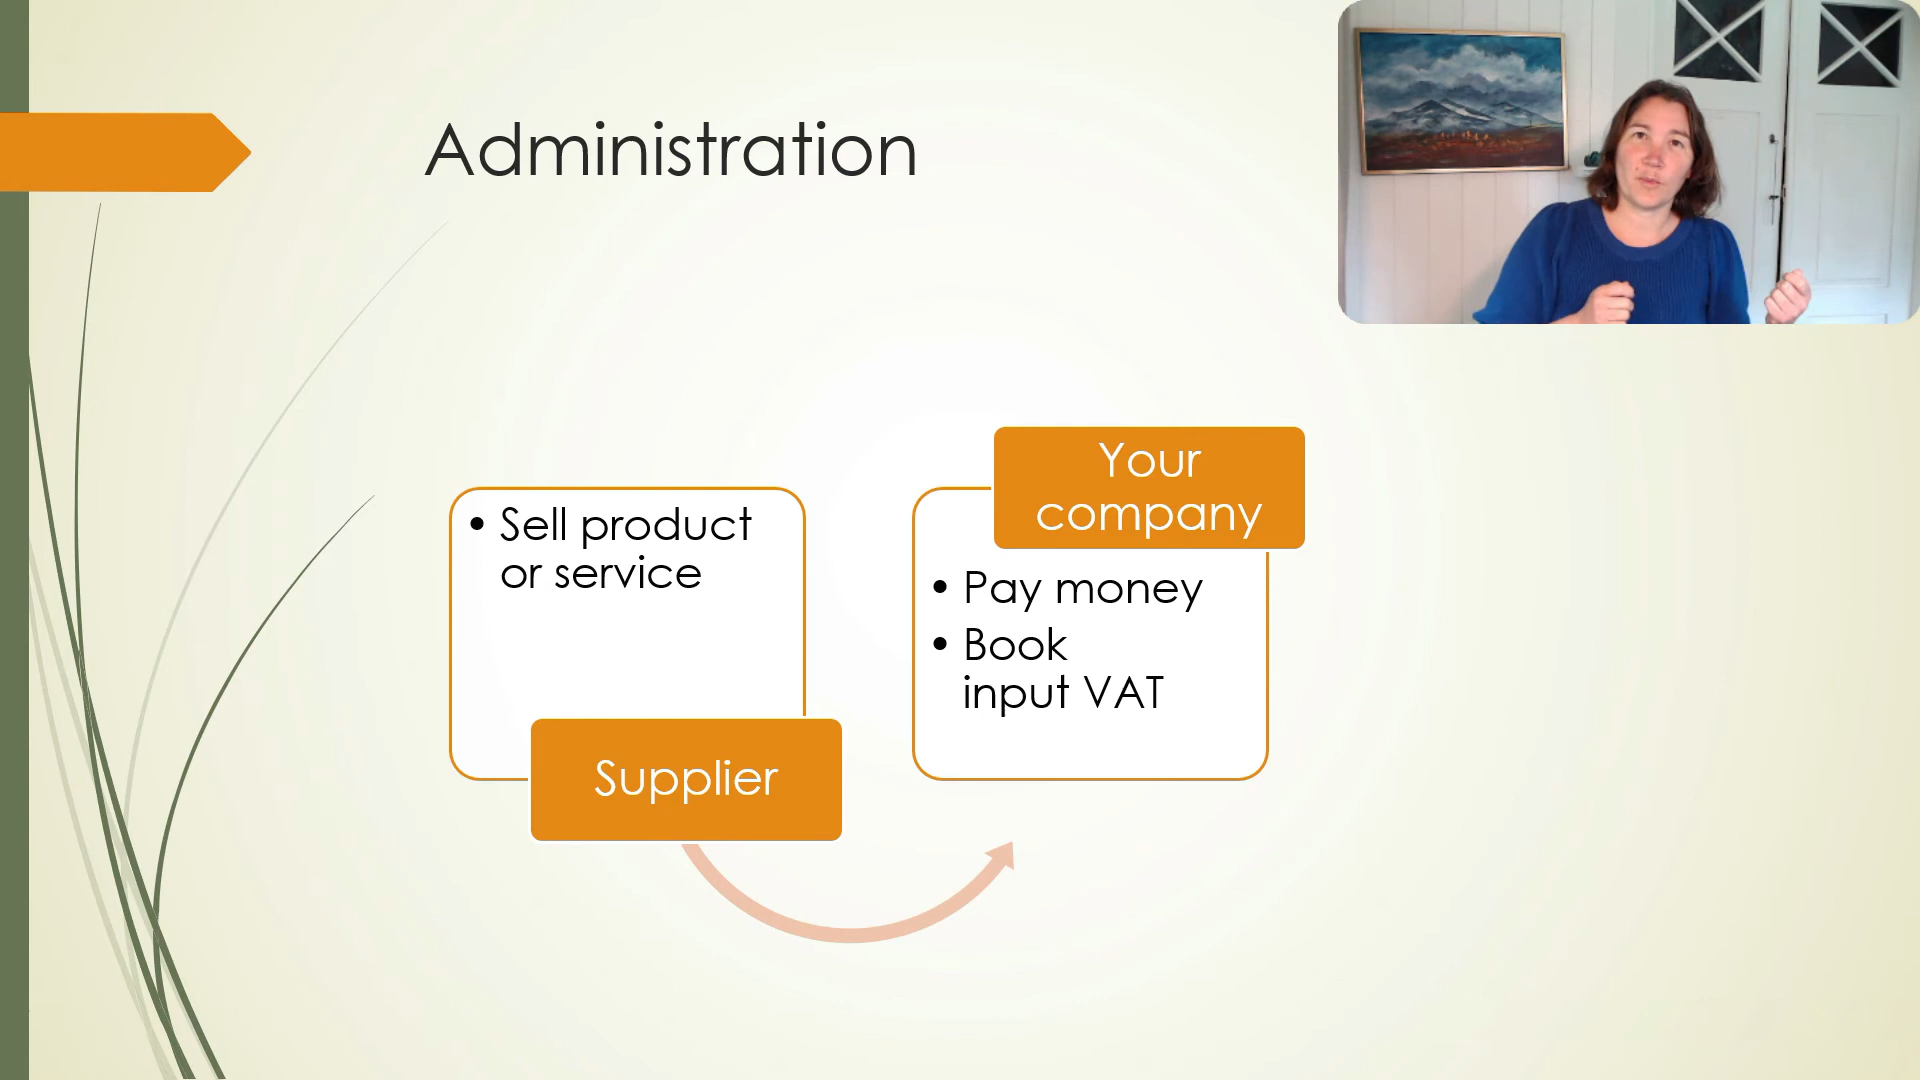 Administration
• Sell product
or service
Supplier
Your
company
• Pay money
• Book
input VAT